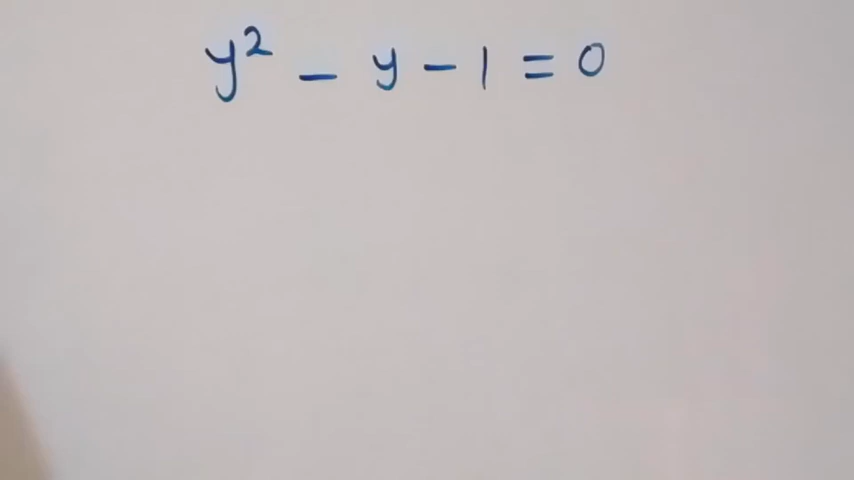 y² - y - 1 = 0